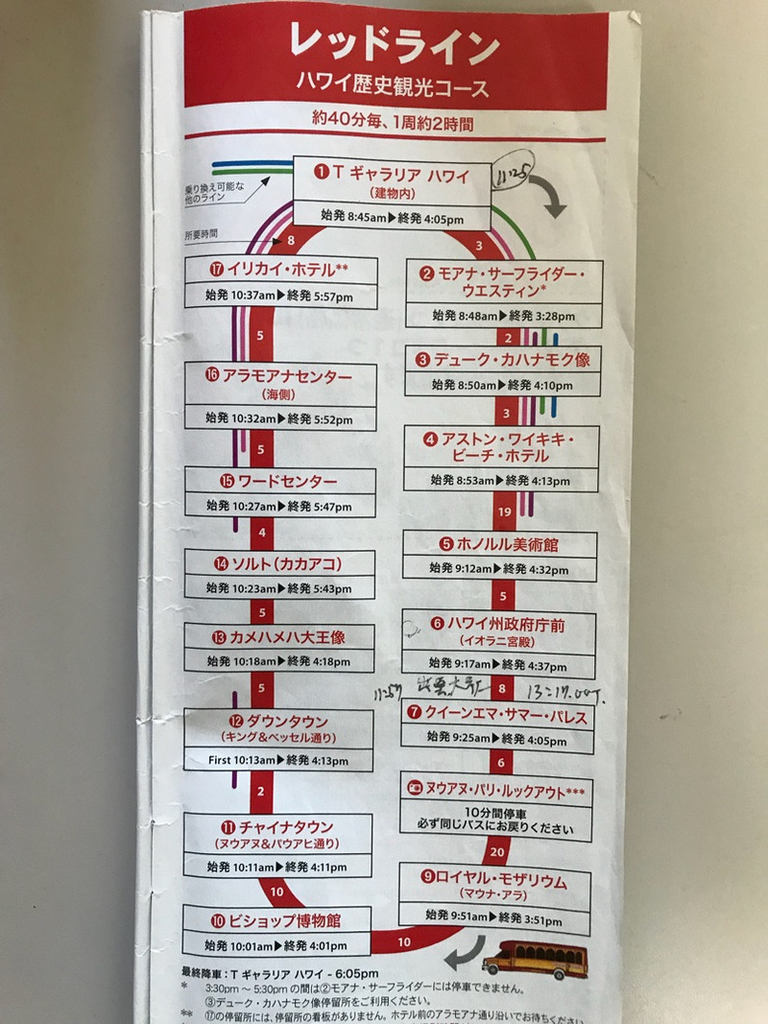 レッドライン
ハワイ歴史観光コース
約40分毎、1周約2時間
❶T ギャラリア ハワイ
(建物内)
始発 8:45am▶終発 4:05pm
11:25
乗り換え可能な
他のライン
所要時間
8
3
❷ モアナ・サーフライダー・
ウエスティン*
始発 8:48am▶終発 3:28pm
2
❸ デューク・カハナモク像
始発 8:50am▶終発 4:10pm
3
❹ アストン・ワイキキ・
ビーチ・ホテル
始発 8:53am▶終発 4:13pm
19
❺ ホノルル美術館
始発 9:12am▶終発 4:32pm
5
❻ ハワイ州政府庁前
(イオラニ宮殿)
始発 9:17am▶終発 4:37pm
11:57 出雲大社
8
❼ クイーンエマ・サマー・パレス
始発 9:25am▶終発 4:05pm
6
ヌウアヌ・パリ・ルックアウト***
10分間停車
必ず同じバスにお戻りください
20
❾ロイヤル・モザリウム
(マウナ・アラ)
始発 9:51am▶終発 3:51pm
10
❿ ビショップ博物館
始発 10:01am▶終発 4:01pm
10
⓫ チャイナタウン
(ヌウアヌ&パウアヒ通り)
始発 10:11am▶終発 4:11pm
2
⓬ ダウンタウン
(キング&ベッセル通り)
First 10:13am▶終発 4:13pm
5
⓭ カメハメハ大王像
始発 10:18am▶終発 4:18pm
5
⓮ ソルト(カカアコ)
始発 10:23am▶終発 5:43pm
4
⓯ ワードセンター
始発 10:27am▶終発 5:47pm
5
⓰ アラモアナセンター
(海側)
始発 10:32am▶終発 5:52pm
5
⓱ イリカイ・ホテル**
始発 10:37am▶終発 5:57pm
最終降車:T ギャラリア ハワイ - 6:05pm
* 3:30pm ～ 5:30pm の間は②モアナ・サーフライダーには停車できません。
③デューク・カハナモク像停留所をご利用ください。
** ⑰の停留所には、停留所の看板がありません。ホテル前のアラモアナ通り沿いでお待ちください